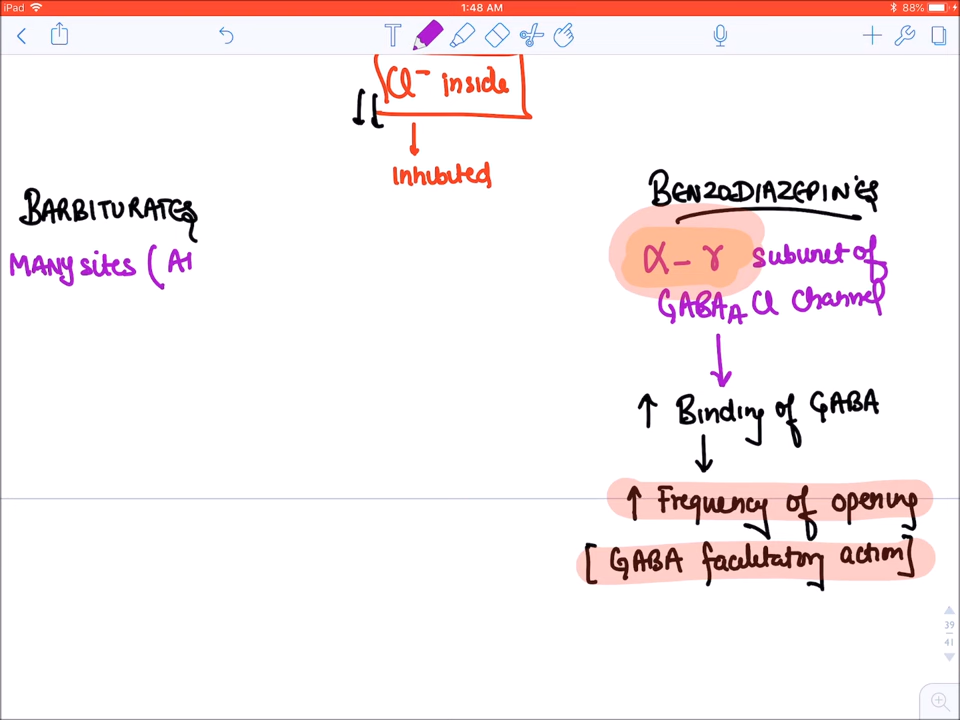 iPad
1:48 AM
88%
T
Cl⁻ inside
Inhibited
BARBITURATES
MANY sites (At
BENZODIAZEPINES
α – γ subunit of
GABAA Cl Channel
↑ Binding of GABA
↑ Frequency of opening
[GABA facilitatory action]
39
41